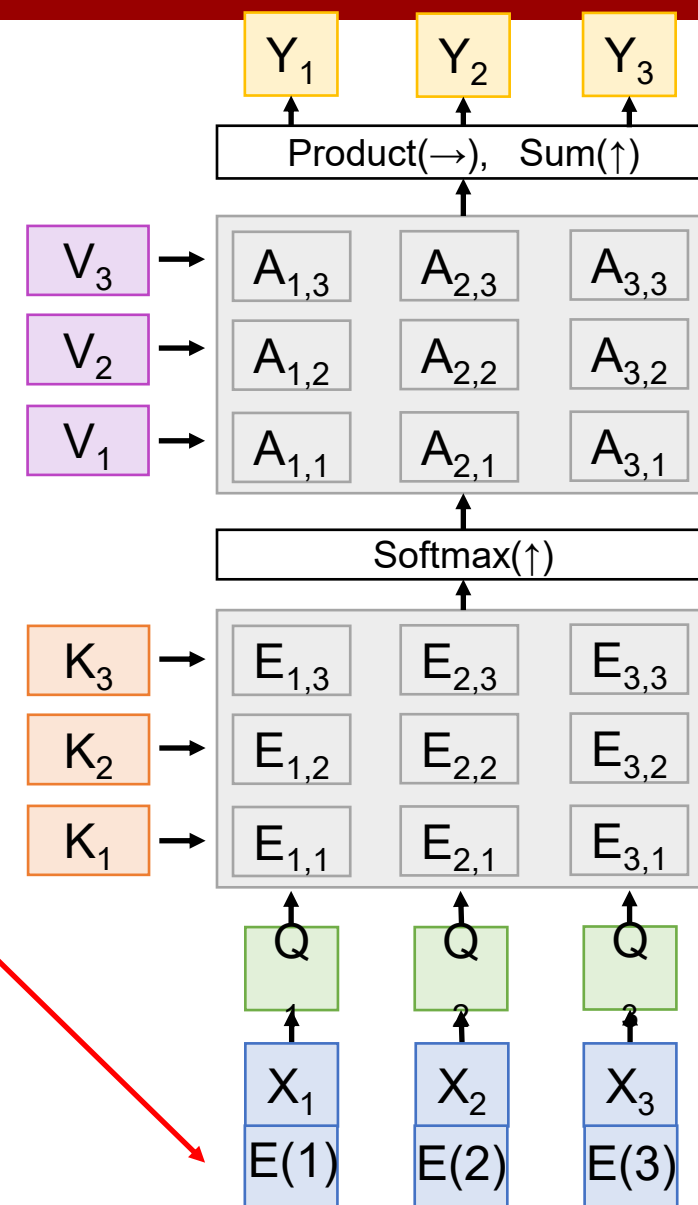 Y₁ Y₂ Y₃
Product(→), Sum(↑)
V₃ A₁,₃ A₂,₃ A₃,₃
V₂ A₁,₂ A₂,₂ A₃,₂
V₁ A₁,₁ A₂,₁ A₃,₁
Softmax(↑)
K₃ E₁,₃ E₂,₃ E₃,₃
K₂ E₁,₂ E₂,₂ E₃,₂
K₁ E₁,₁ E₂,₁ E₃,₁
Q Q Q
1 2 3
X₁ X₂ X₃
E(1) E(2) E(3)